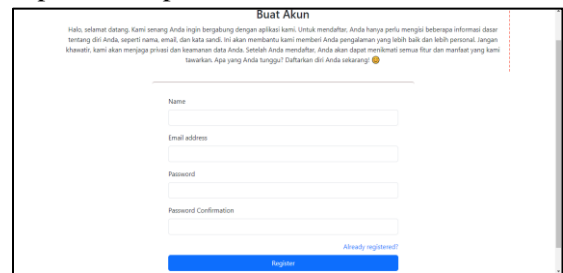 Buat Akun
Halo, selamat datang. Kami senang Anda ingin bergabung dengan aplikasi kami. Untuk mendaftar, Anda hanya perlu mengisi beberapa informasi dasar
tentang diri Anda, seperti nama, email, dan kata sandi. Ini akan membantu kami memberi Anda pengalaman yang lebih baik dan lebih personal. Jangan
khawatir, kami akan menjaga privasi dan keamanan data Anda. Setelah Anda mendaftar, Anda akan dapat menikmati semua fitur dan manfaat yang kami
tawarkan. Apa yang Anda tunggu? Daftarkan diri Anda sekarang! 😊
Name
Email address
Password
Password Confirmation
Already registered?
Register